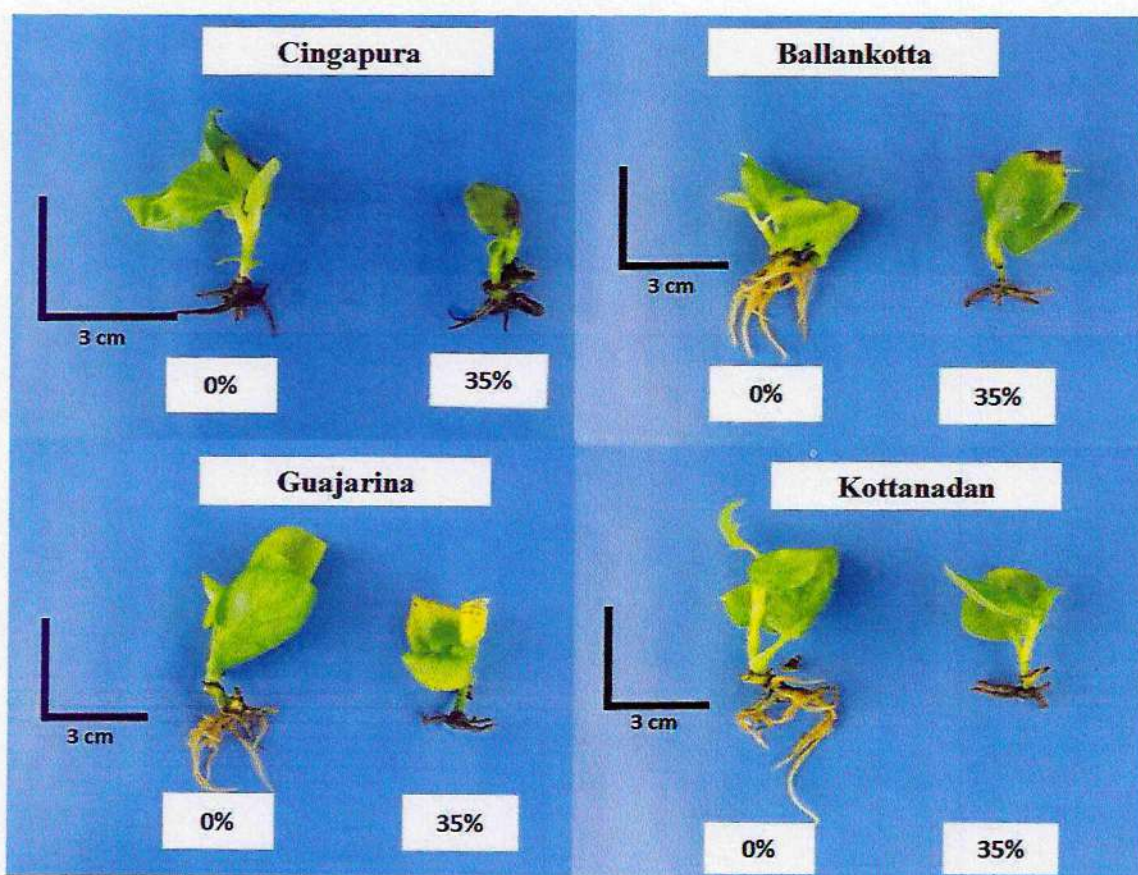 Cingapura
3 cm
0%
35%
Ballankotta
3 cm
0%
35%
Guajarina
3 cm
0%
35%
Kottanadan
3 cm
0%
35%